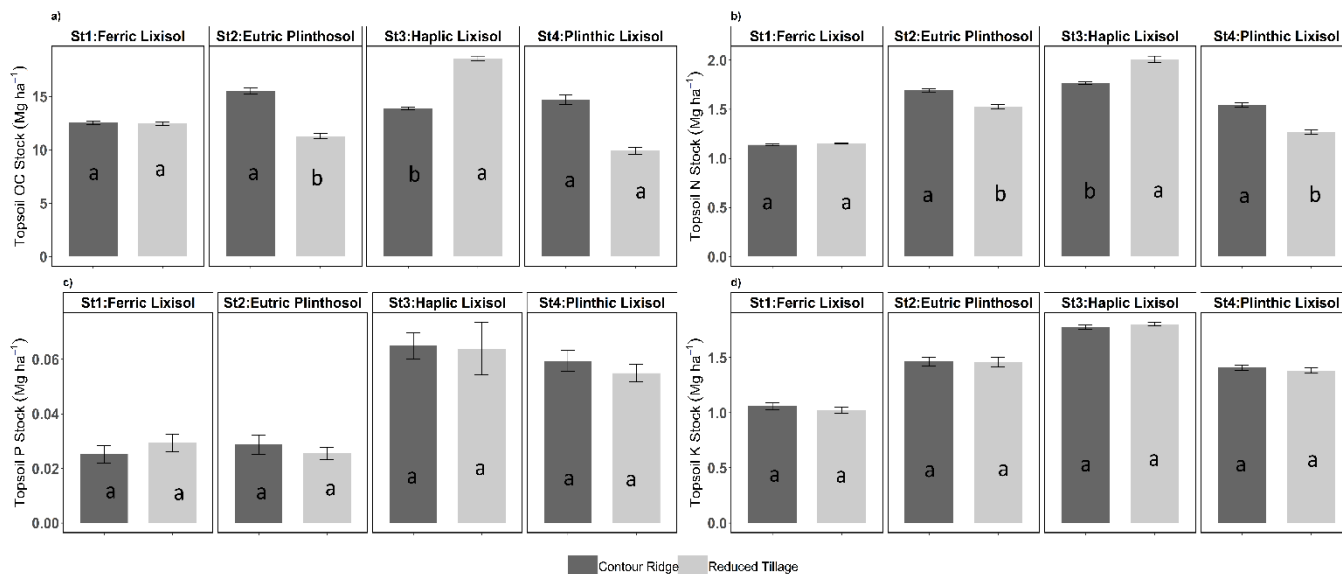 a)
St1:Ferric Lixisol St2:Eutric Plinthosol St3:Haplic Lixisol St4:Plinthic Lixisol
Topsoil OC Stock (Mg ha⁻¹)
15
10
5
0
a a a b b a a a
b)
St1:Ferric Lixisol St2:Eutric Plinthosol St3:Haplic Lixisol St4:Plinthic Lixisol
Topsoil N Stock (Mg ha⁻¹)
2.0
1.5
1.0
0.5
0.0
a a a b b a a b
c)
St1:Ferric Lixisol St2:Eutric Plinthosol St3:Haplic Lixisol St4:Plinthic Lixisol
Topsoil P Stock (Mg ha⁻¹)
0.06
0.04
0.02
0.00
a a a a a a a a
d)
St1:Ferric Lixisol St2:Eutric Plinthosol St3:Haplic Lixisol St4:Plinthic Lixisol
Topsoil K Stock (Mg ha⁻¹)
1.5
1.0
0.5
0.0
a a a a a a a a
Contour Ridge Reduced Tillage